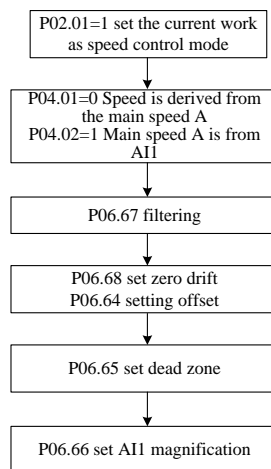 P02.01=1 set the current work
as speed control mode
P04.01=0 Speed is derived from
the main speed A
P04.02=1 Main speed A is from
AI1
P06.67 filtering
P06.68 set zero drift
P06.64 setting offset
P06.65 set dead zone
P06.66 set AI1 magnification